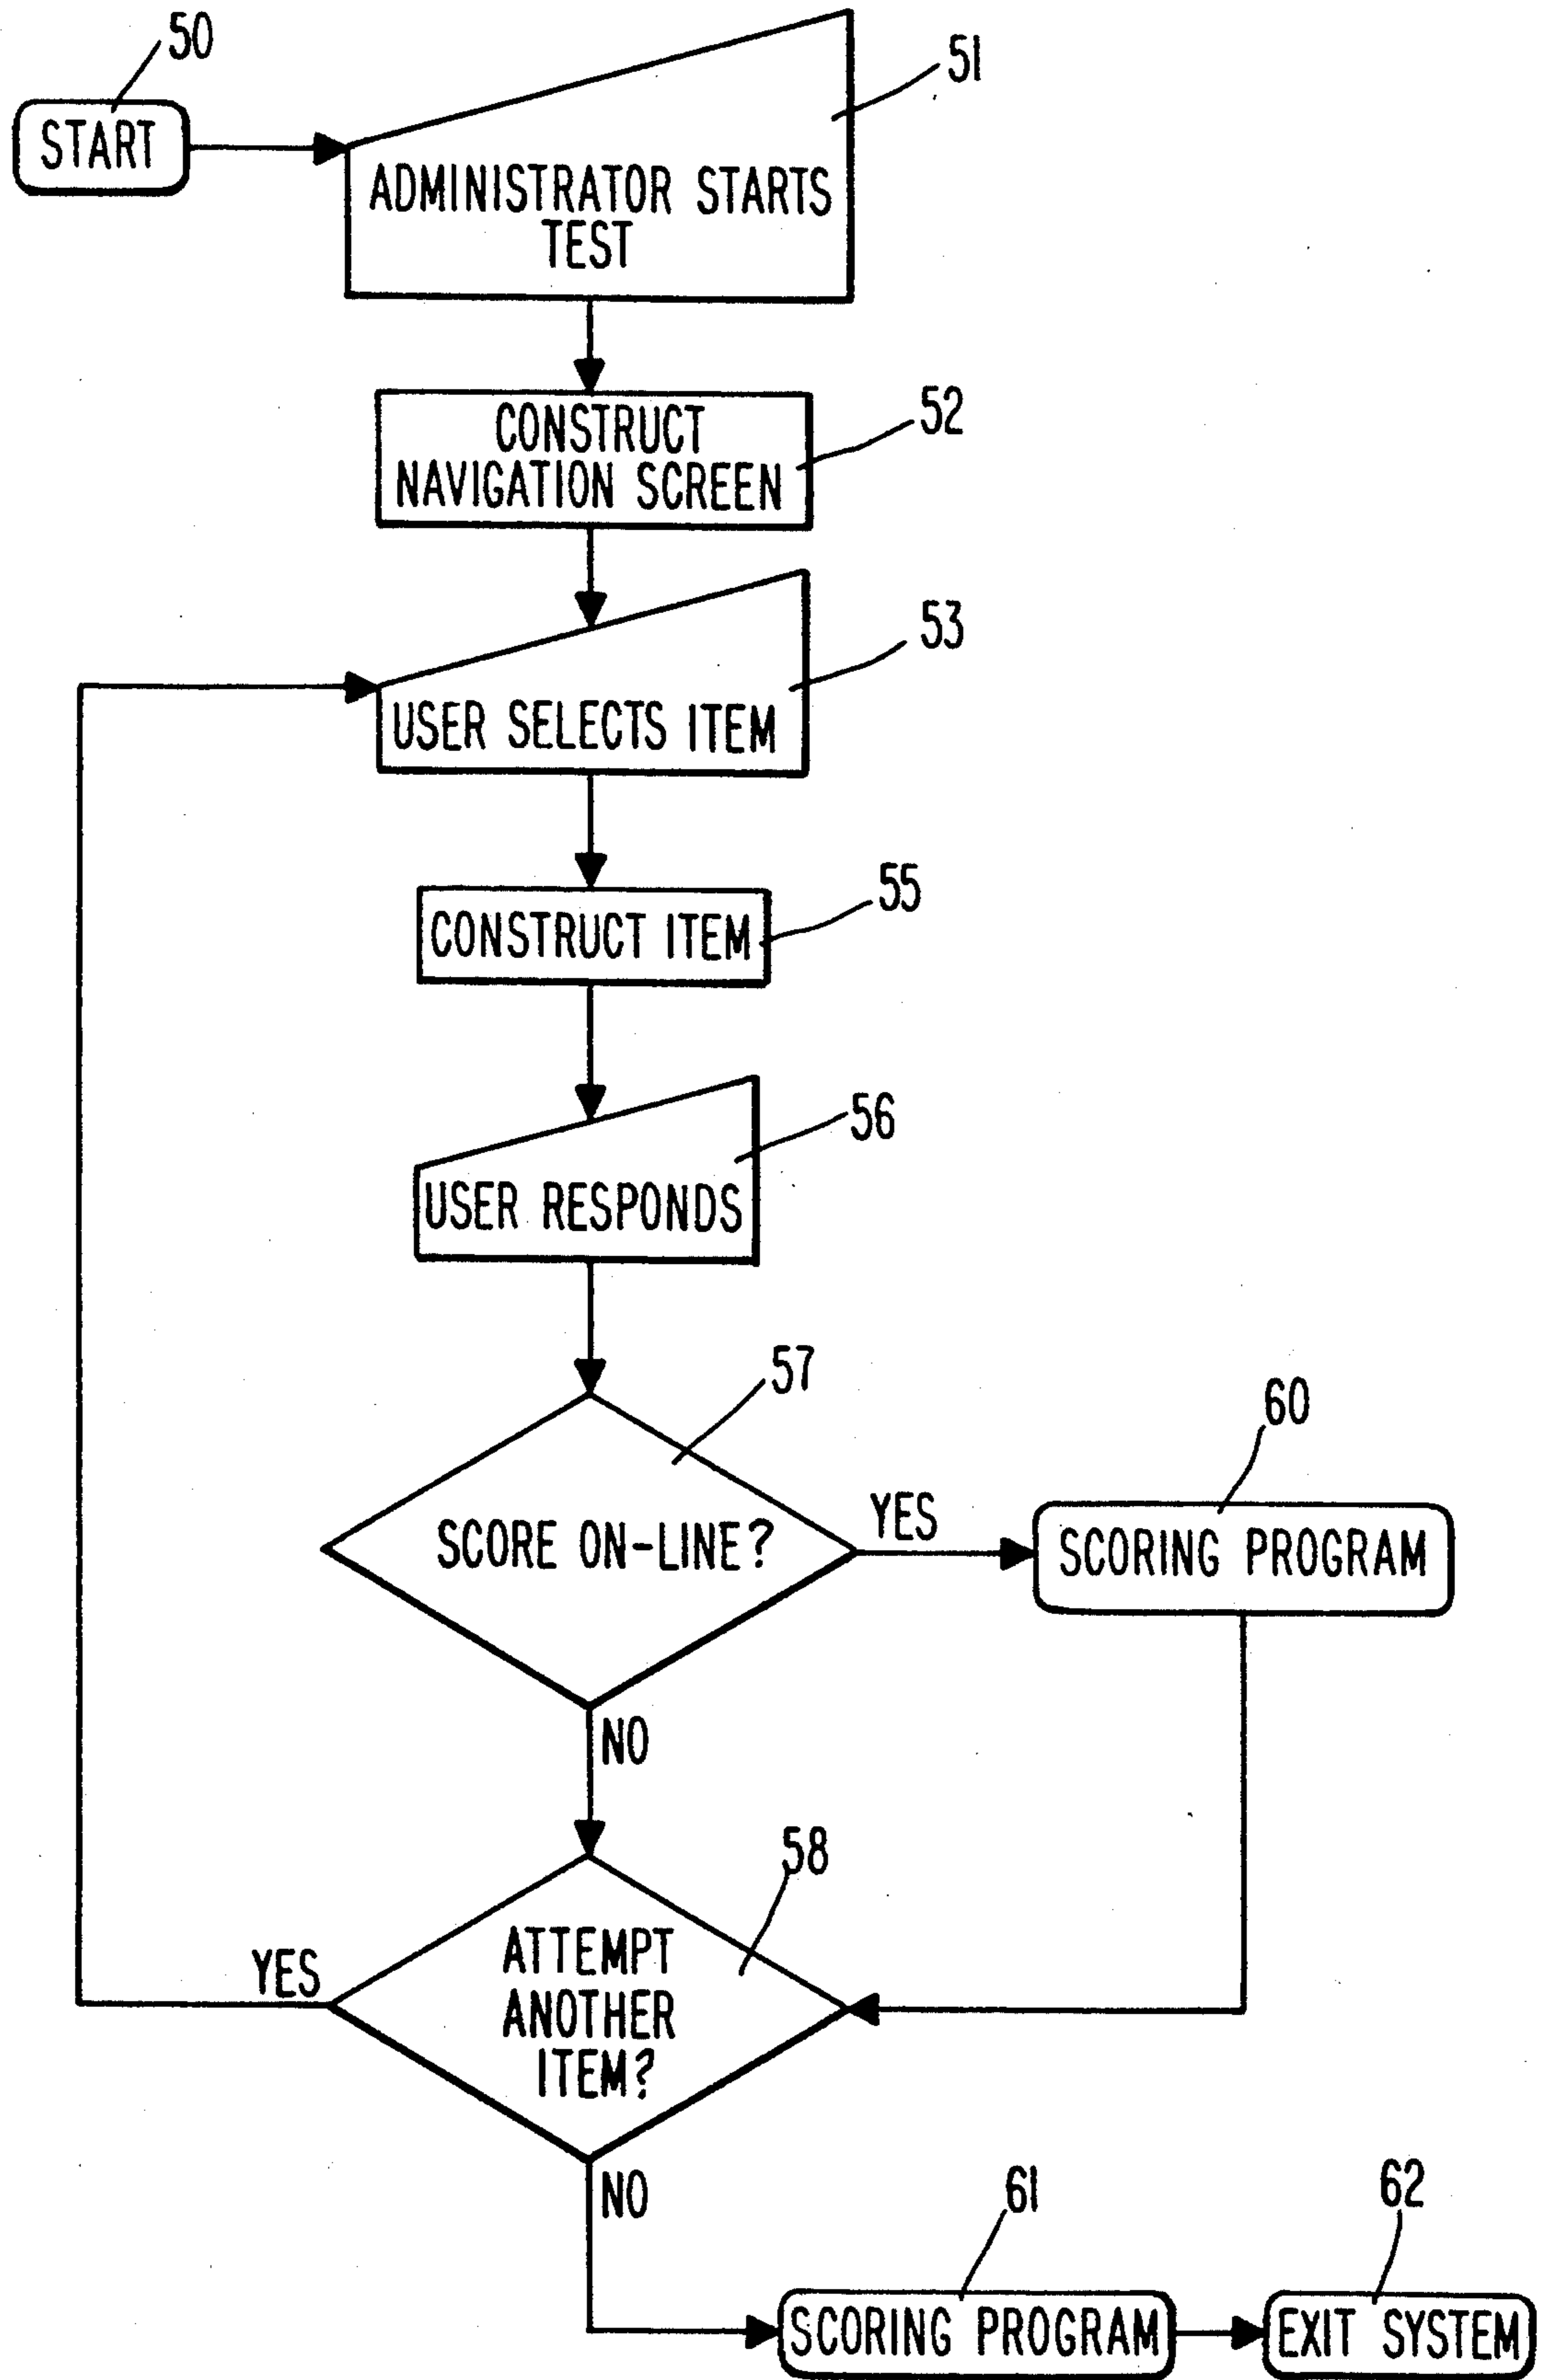 50
START
51
ADMINISTRATOR STARTS
TEST
52
CONSTRUCT
NAVIGATION SCREEN
53
USER SELECTS ITEM
55
CONSTRUCT ITEM
56
USER RESPONDS
57
SCORE ON-LINE?
YES
60
SCORING PROGRAM
NO
58
YES
ATTEMPT
ANOTHER
ITEM?
NO
61
SCORING PROGRAM
62
EXIT SYSTEM